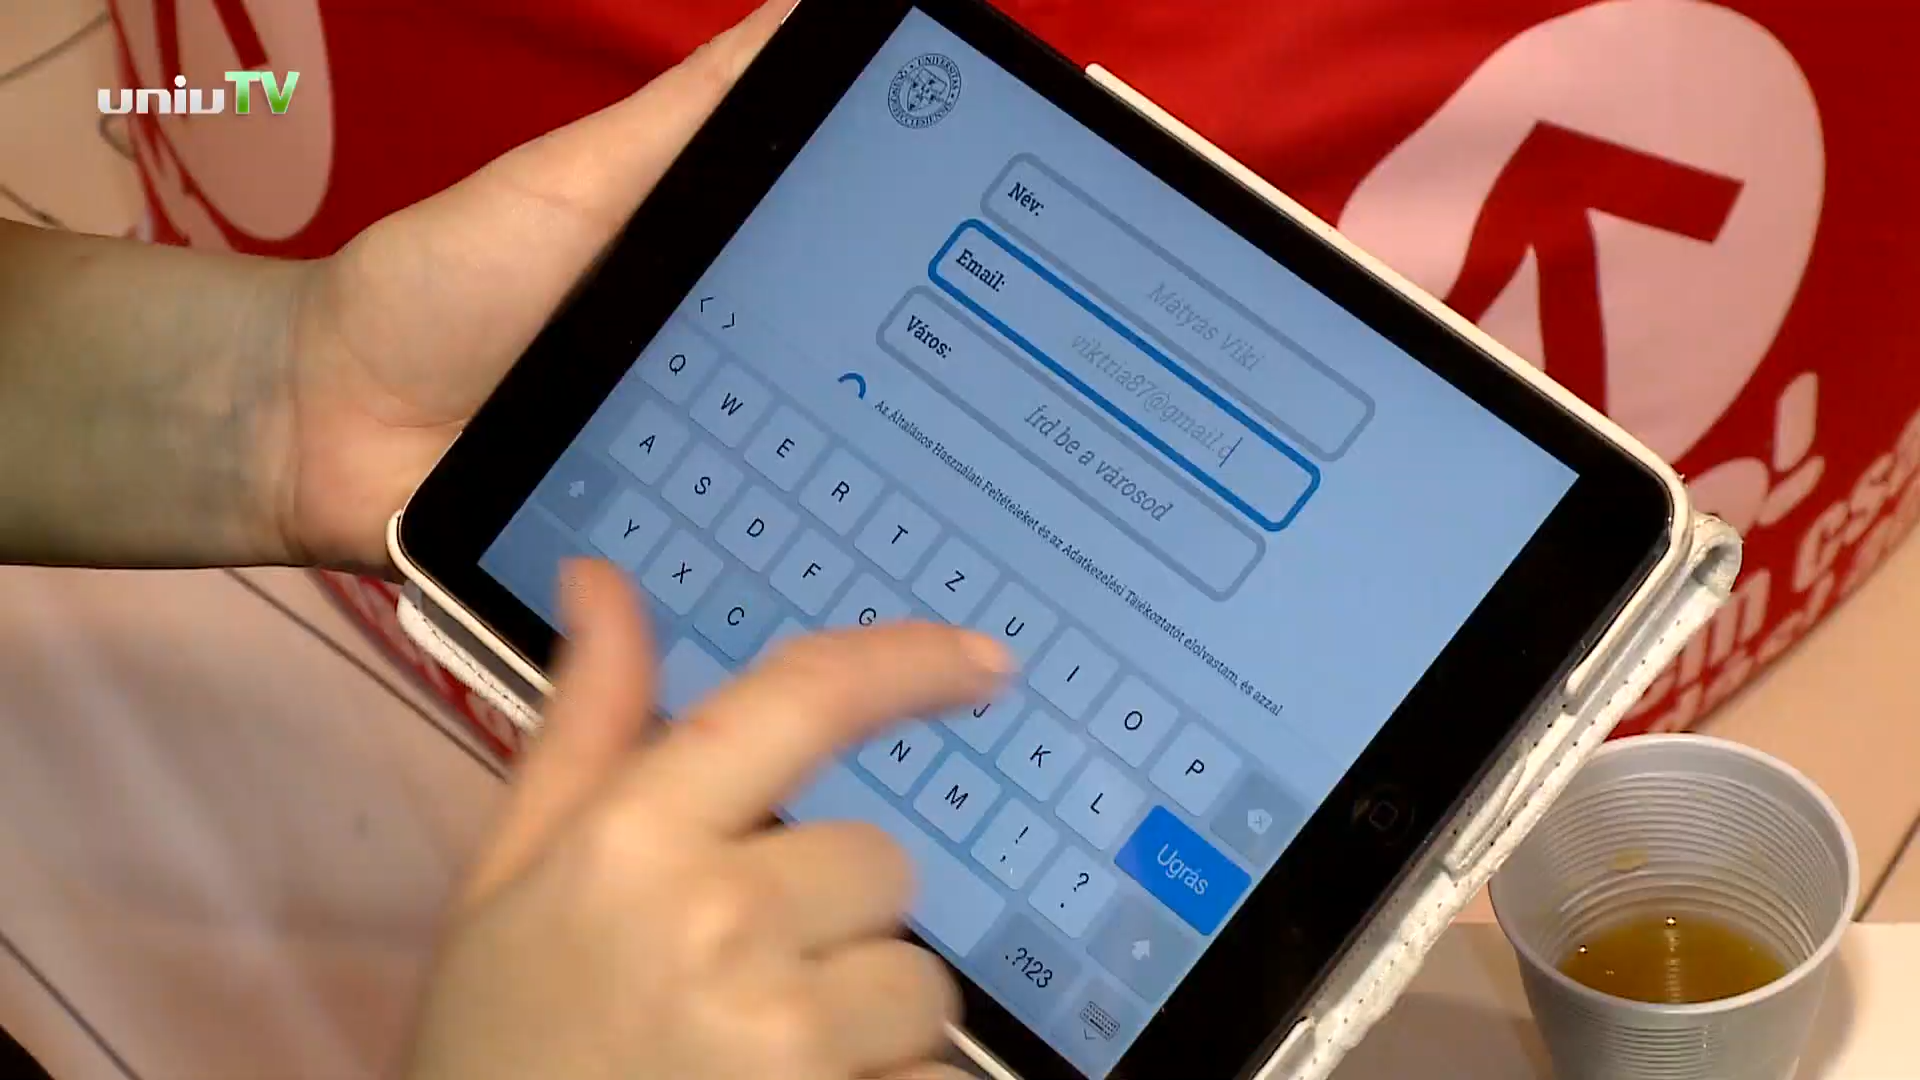 uniuTV
Név:
Mátyás Viki
Email:
viktria87@gmail.c
Város:
Írd be a városod
Az Általános Használati Feltételeket és az Adatkezelési Tájékoztatót elolvastam, és azzal
Q W E R T Z U I O P
A S D F G J K L Ugrás
Y X C N M ! , ? .
.?123